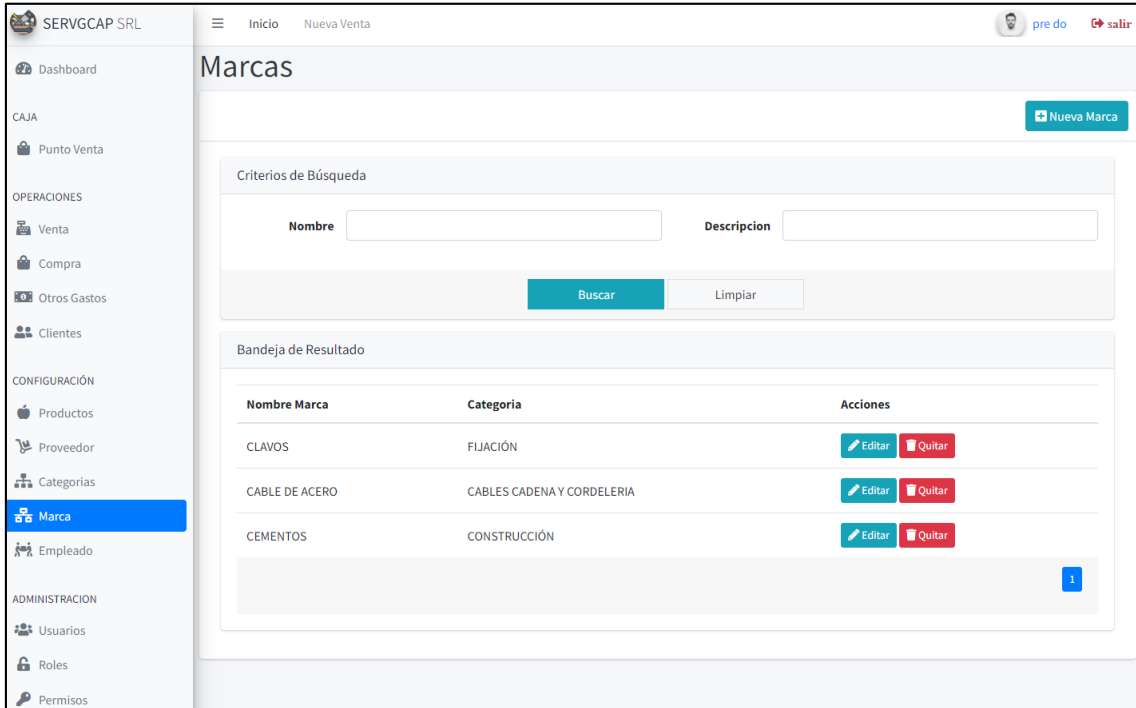 SERVGCAP SRL
Inicio Nueva Venta
pre do salir
Dashboard
CAJA
Punto Venta
OPERACIONES
Venta
Compra
Otros Gastos
Clientes
CONFIGURACIÓN
Productos
Proveedor
Categorias
Marca
Empleado
ADMINISTRACION
Usuarios
Roles
Permisos
Marcas
Nueva Marca
Criterios de Búsqueda
Nombre Descripcion
Buscar Limpiar
Bandeja de Resultado
Nombre Marca Categoria Acciones
CLAVOS FIJACIÓN Editar Quitar
CABLE DE ACERO CABLES CADENA Y CORDELERIA Editar Quitar
CEMENTOS CONSTRUCCIÓN Editar Quitar
1